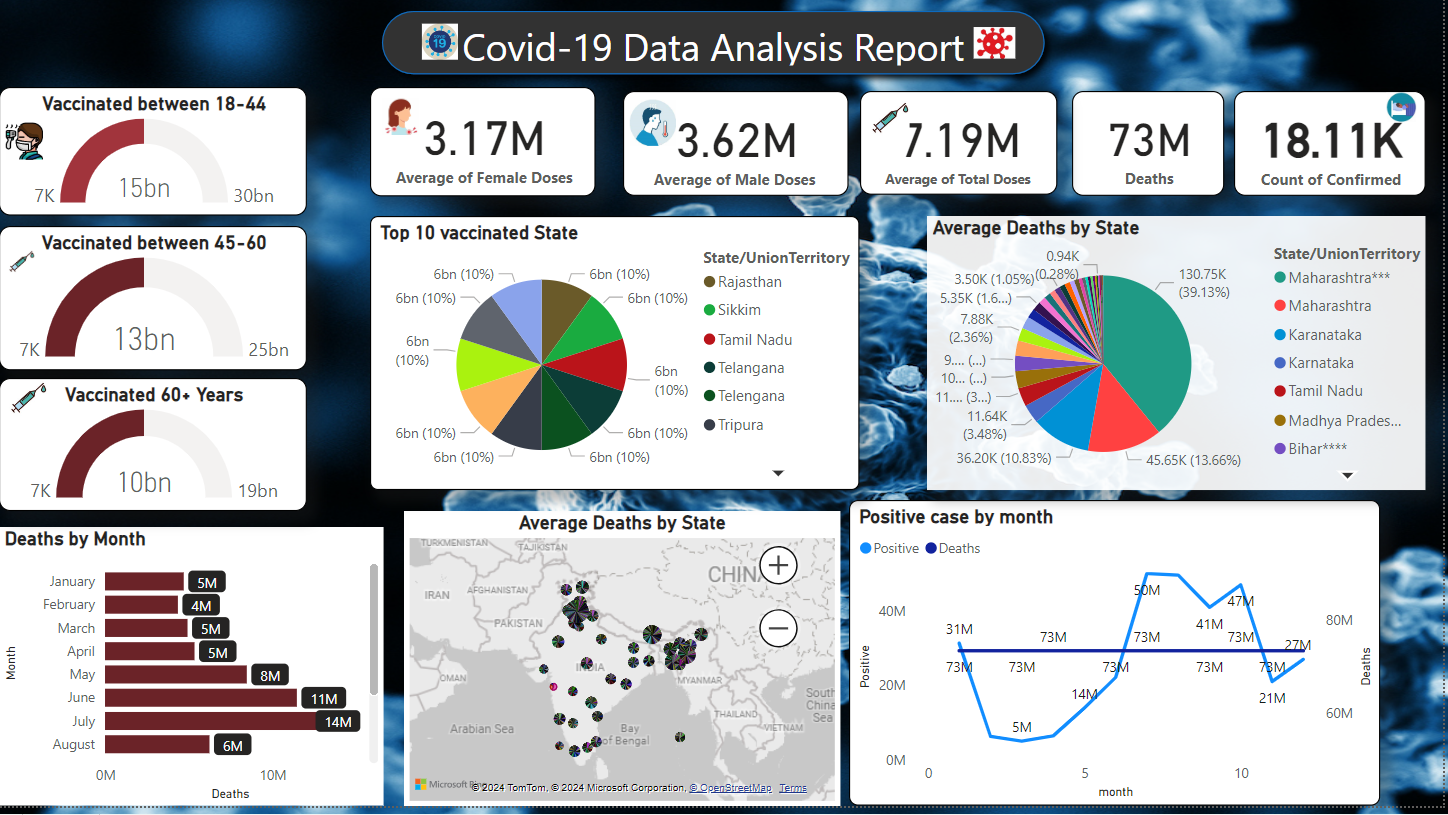 Covid-19 Data Analysis Report
Vaccinated between 18-44
15bn
7K
30bn
Vaccinated between 45-60
13bn
7K
25bn
Vaccinated 60+ Years
10bn
7K
19bn
3.17M
Average of Female Doses
3.62M
Average of Male Doses
7.19M
Average of Total Doses
73M
Deaths
18.11K
Count of Confirmed
Top 10 vaccinated State
6bn (10%)
6bn (10%)
6bn (10%)
6bn (10%)
6bn
(10%)
6bn
(10%)
6bn (10%)
6bn (10%)
6bn (10%)
6bn (10%)
State/UnionTerritory
Rajasthan
Sikkim
Tamil Nadu
Telangana
Telengana
Tripura
Average Deaths by State
0.94K
(0.28%)
3.50K (1.05%)
5.35K (1.6...)
7.88K
(2.36%)
9.... (...)
10... (...)
11.... (3...)
11.64K
(3.48%)
36.20K (10.83%)
45.65K (13.66%)
130.75K
(39.13%)
State/UnionTerritory
Maharashtra***
Maharashtra
Karanataka
Karnataka
Tamil Nadu
Madhya Prades...
Bihar****
Deaths by Month
Month
January 5M
February 4M
March 5M
April 5M
May 8M
June 11M
July 14M
August 6M
0M 10M
Deaths
Average Deaths by State
TURKMENISTAN
TAJIKISTAN
CHINA
IRAN
AFGHANISTAN
PAKISTAN
OMAN
INDIA
MYANMAR
Arabian Sea
Bay
of Bengal
THAILAND
VIETNAM
South
China
Sea
Microsoft Bing
© 2024 TomTom, © 2024 Microsoft Corporation, © OpenStreetMap Terms
Positive case by month
Positive Deaths
Positive
40M
20M
0M
31M
5M
14M
50M
41M
47M
21M
27M
73M
73M
73M
73M
73M
73M
73M
73M
80M
60M
Deaths
0 5 10
month